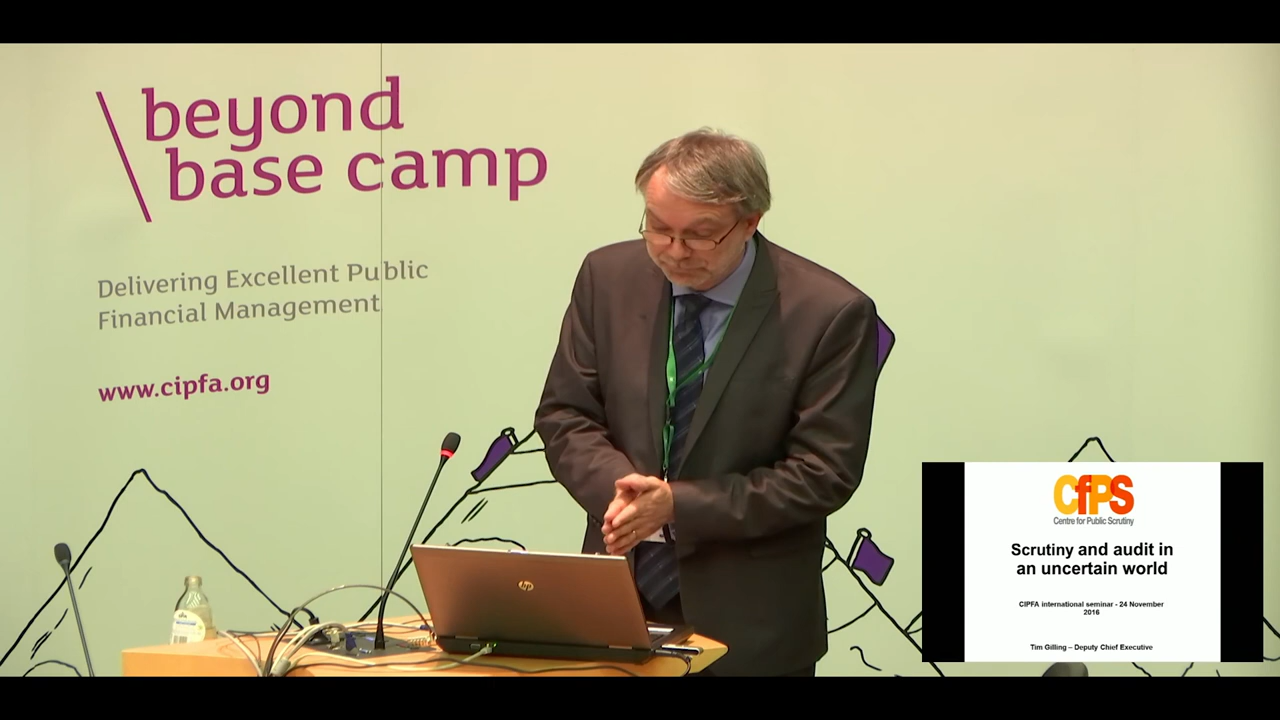 beyond
base camp
Delivering Excellent Public
Financial Management
www.cipfa.org
hp
CfPS
Centre for Public Scrutiny
Scrutiny and audit in
an uncertain world
CIPFA international seminar - 24 November
2016
Tim Gilling – Deputy Chief Executive